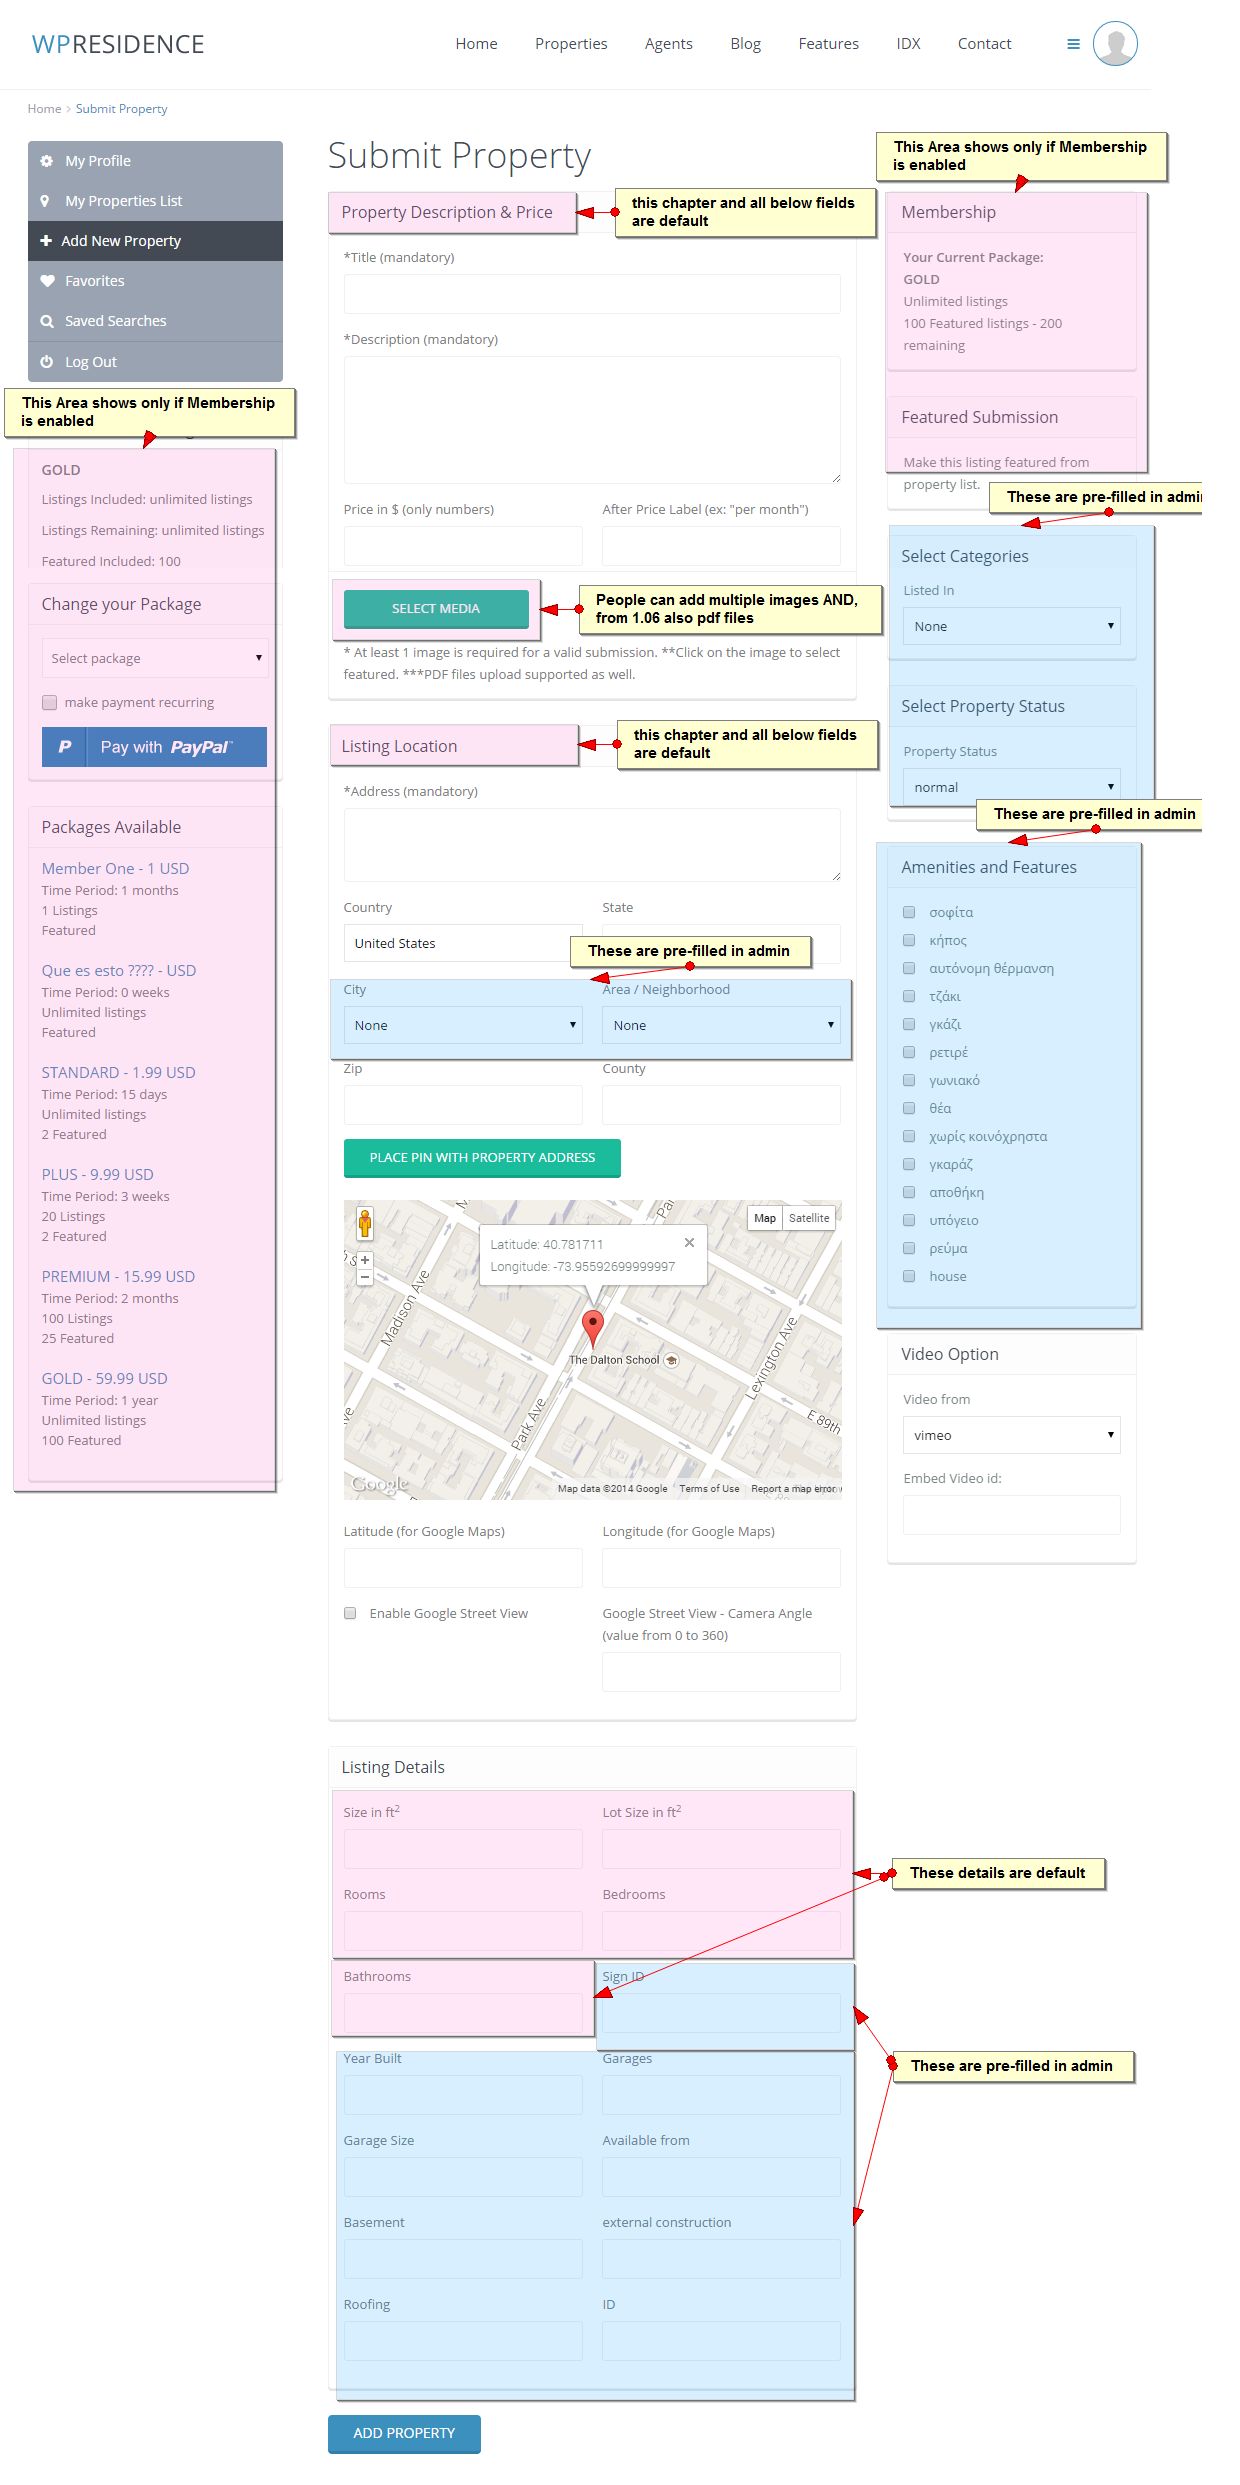 WPRESIDENCE
Home
Properties
Agents
Blog
Features
IDX
Contact
Home > Submit Property
My Profile
My Properties List
Add New Property
Favorites
Saved Searches
Log Out
This Area shows only if Membership
is enabled
GOLD
Listings Included: unlimited listings
Listings Remaining: unlimited listings
Featured Included: 100
Change your Package
Select package
make payment recurring
P Pay with PayPal™
Packages Available
Member One - 1 USD
Time Period: 1 months
1 Listings
Featured
Que es esto ???? - USD
Time Period: 0 weeks
Unlimited listings
Featured
STANDARD - 1.99 USD
Time Period: 15 days
Unlimited listings
2 Featured
PLUS - 9.99 USD
Time Period: 3 weeks
20 Listings
2 Featured
PREMIUM - 15.99 USD
Time Period: 2 months
100 Listings
25 Featured
GOLD - 59.99 USD
Time Period: 1 year
Unlimited listings
100 Featured
Submit Property
Property Description & Price
this chapter and all below fields
are default
*Title (mandatory)
*Description (mandatory)
Price in $ (only numbers)
After Price Label (ex: "per month")
SELECT MEDIA
People can add multiple images AND,
from 1.06 also pdf files
* At least 1 image is required for a valid submission. **Click on the image to select
featured. ***PDF files upload supported as well.
Listing Location
this chapter and all below fields
are default
*Address (mandatory)
Country
State
United States
These are pre-filled in admin
City
Area / Neighborhood
None
None
Zip
County
PLACE PIN WITH PROPERTY ADDRESS
Map
Satellite
Latitude: 40.781711
Longitude: -73.95592699999997
Madison Ave
The Dalton School
Lexington Ave
Park Ave
E 89th
Google
Map data ©2014 Google
Terms of Use
Report a map error
Latitude (for Google Maps)
Longitude (for Google Maps)
Enable Google Street View
Google Street View - Camera Angle
(value from 0 to 360)
Listing Details
Size in ft2
Lot Size in ft2
Rooms
Bedrooms
These details are default
Bathrooms
Sign ID
Year Built
Garages
These are pre-filled in admin
Garage Size
Available from
Basement
external construction
Roofing
ID
ADD PROPERTY
This Area shows only if Membership
is enabled
Membership
Your Current Package:
GOLD
Unlimited listings
100 Featured listings - 200
remaining
Featured Submission
Make this listing featured from
property list.
These are pre-filled in admi
Select Categories
Listed In
None
Select Property Status
Property Status
normal
These are pre-filled in admin
Amenities and Features
σοφίτα
κήπος
αυτόνομη θέρμανση
τζάκι
γκάζι
ρετιρέ
γωνιακό
θέα
χωρίς κοινόχρηστα
γκαράζ
αποθήκη
υπόγειο
ρεύμα
house
Video Option
Video from
vimeo
Embed Video id: